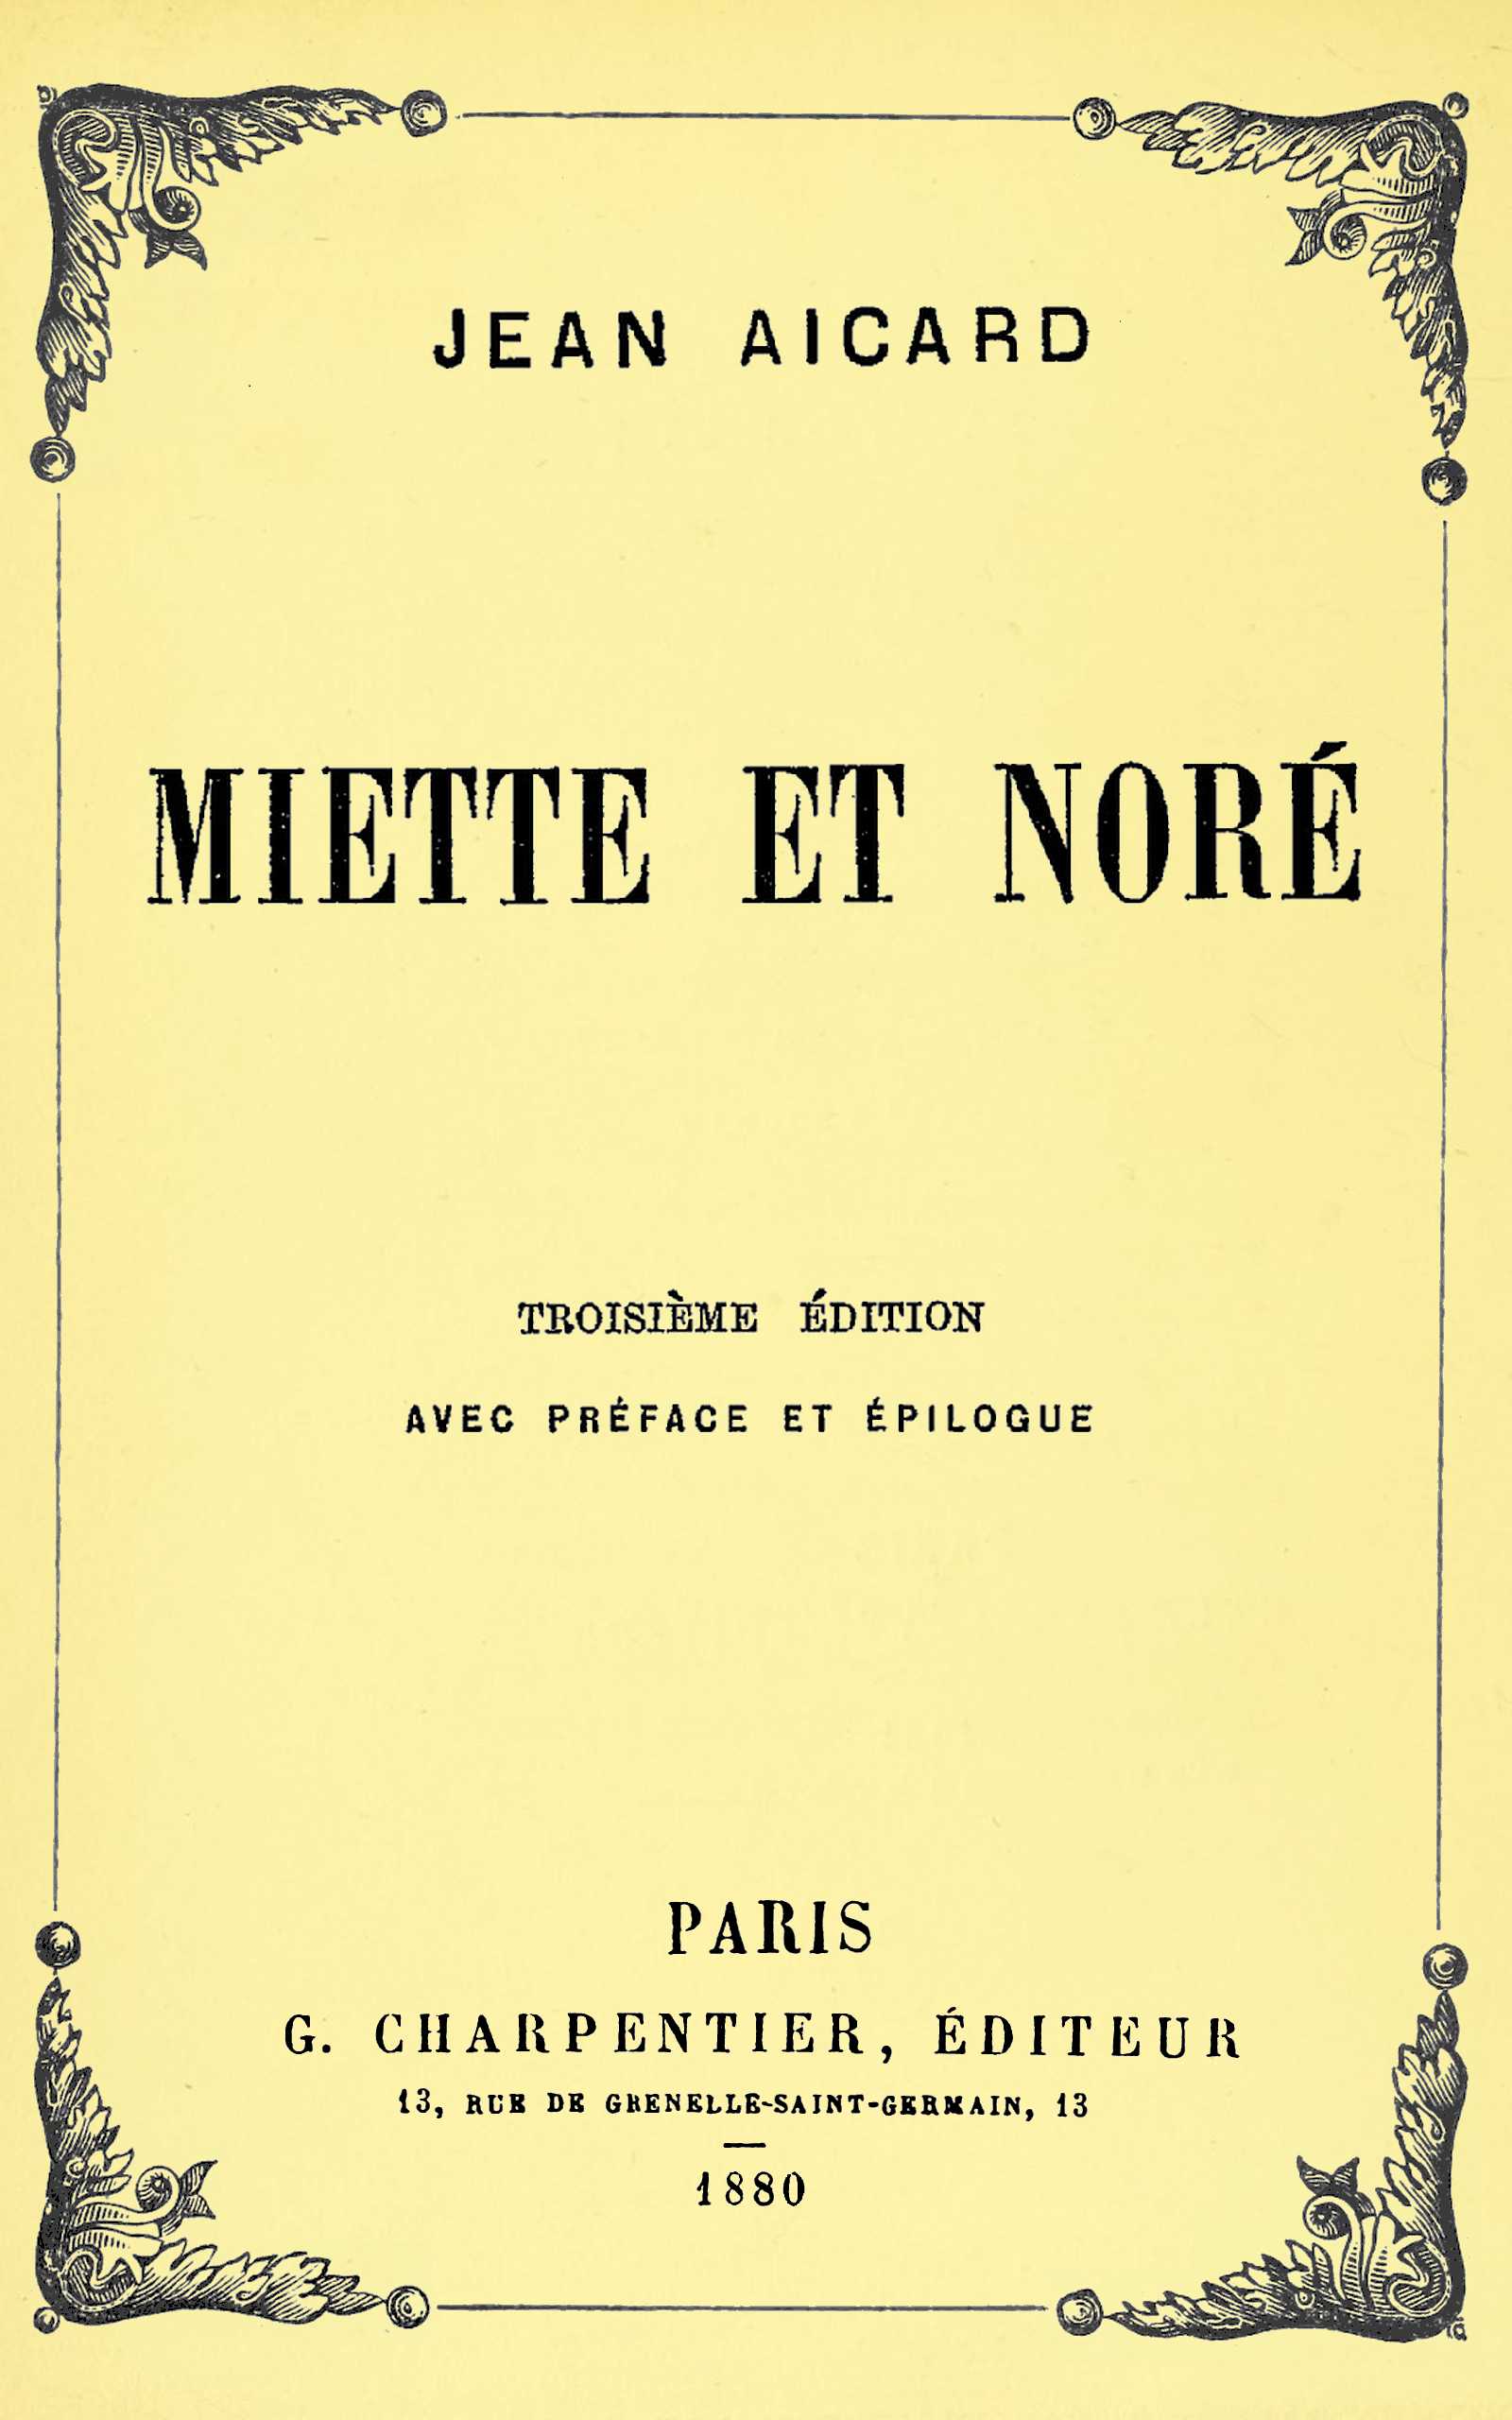 JEAN AICARD
MIETTE ET NORÉ
TROISIÈME ÉDITION
AVEC PRÉFACE ET ÉPILOGUE
PARIS
G. CHARPENTIER, ÉDITEUR
13, RUE DE GRENELLE-SAINT-GERMAIN, 13
1880